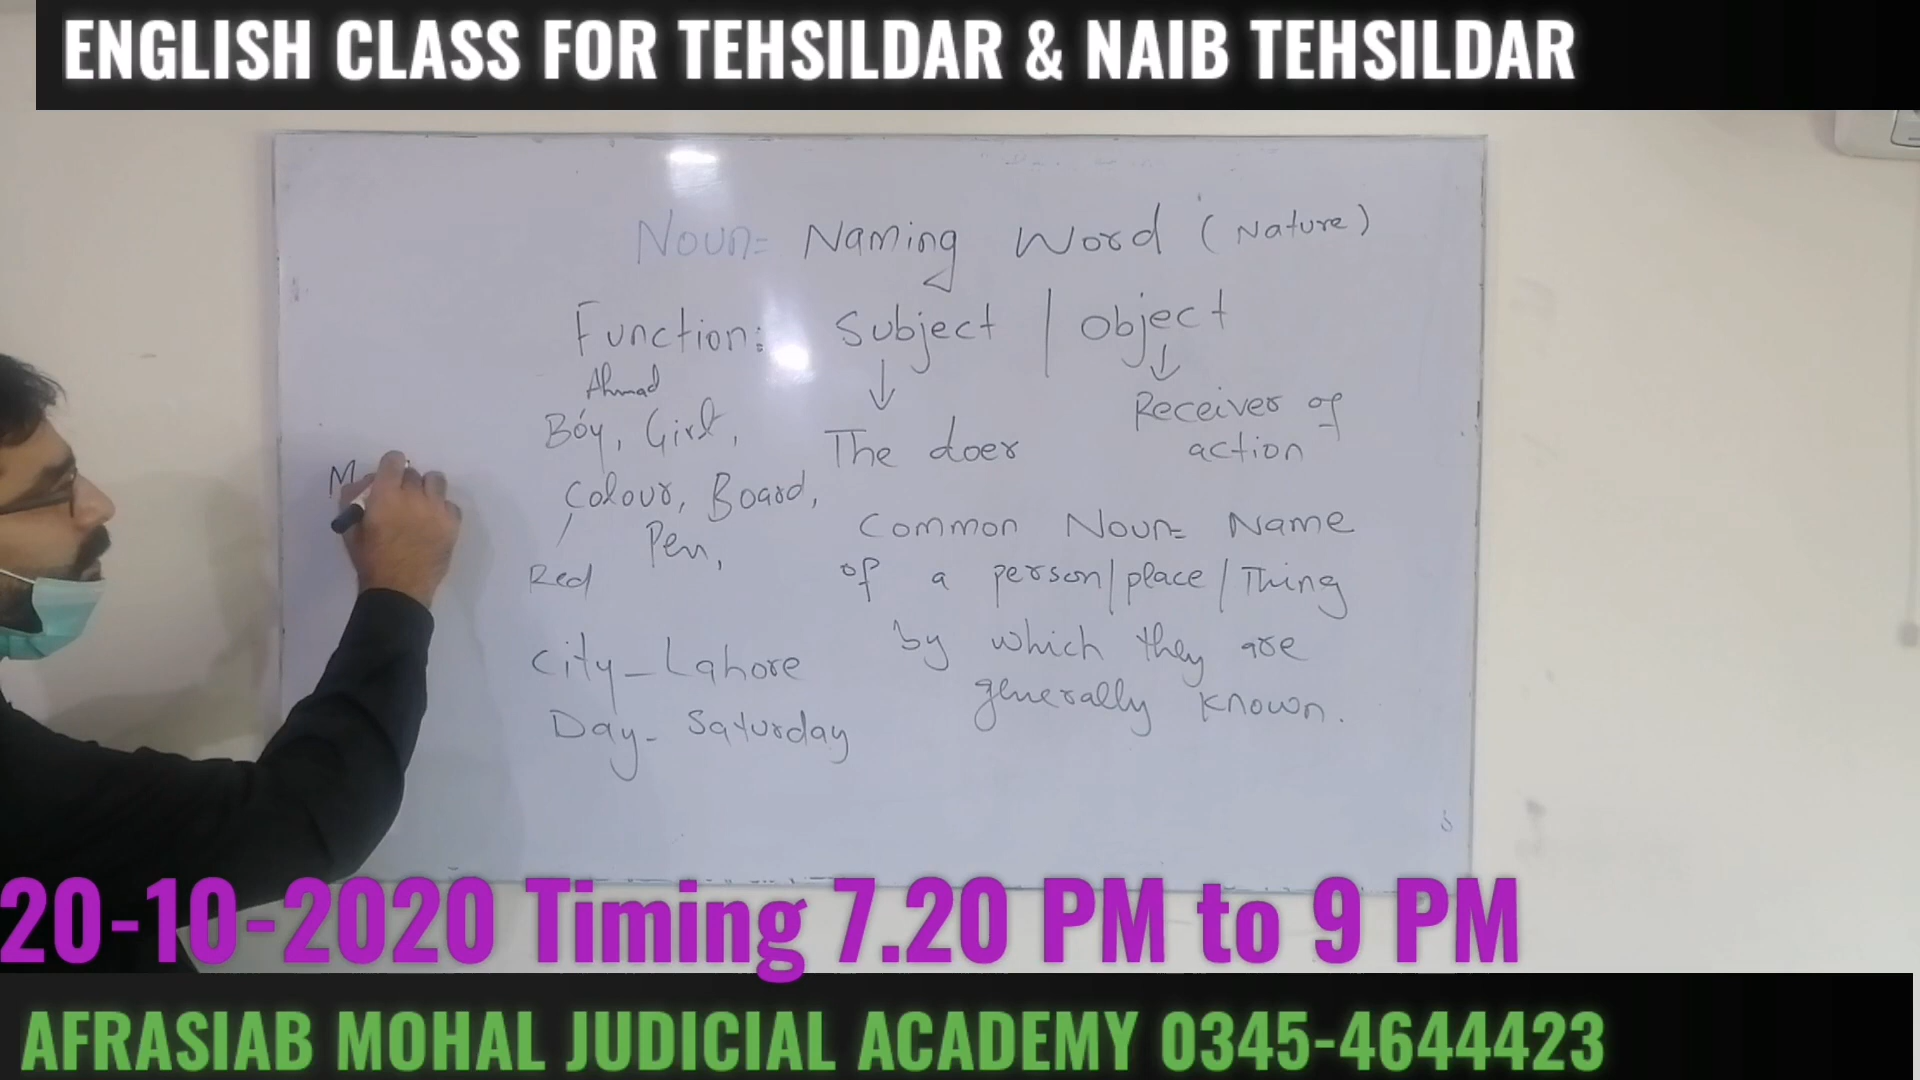 ENGLISH CLASS FOR TEHSILDAR & NAIB TEHSILDAR
Noun= Naming Word (Nature)
Function: Subject | Object
Ahmad
Boy, Girl,
The doer
Receiver of
action
Colour, Board,
Pen,
Red
Common Noun= Name
of a person/place/Thing
by which they are
generally known.
City_Lahore
Day- Saturday
20-10-2020 Timing 7.20 PM to 9 PM
AFRASIAB MOHAL JUDICIAL ACADEMY 0345-4644423